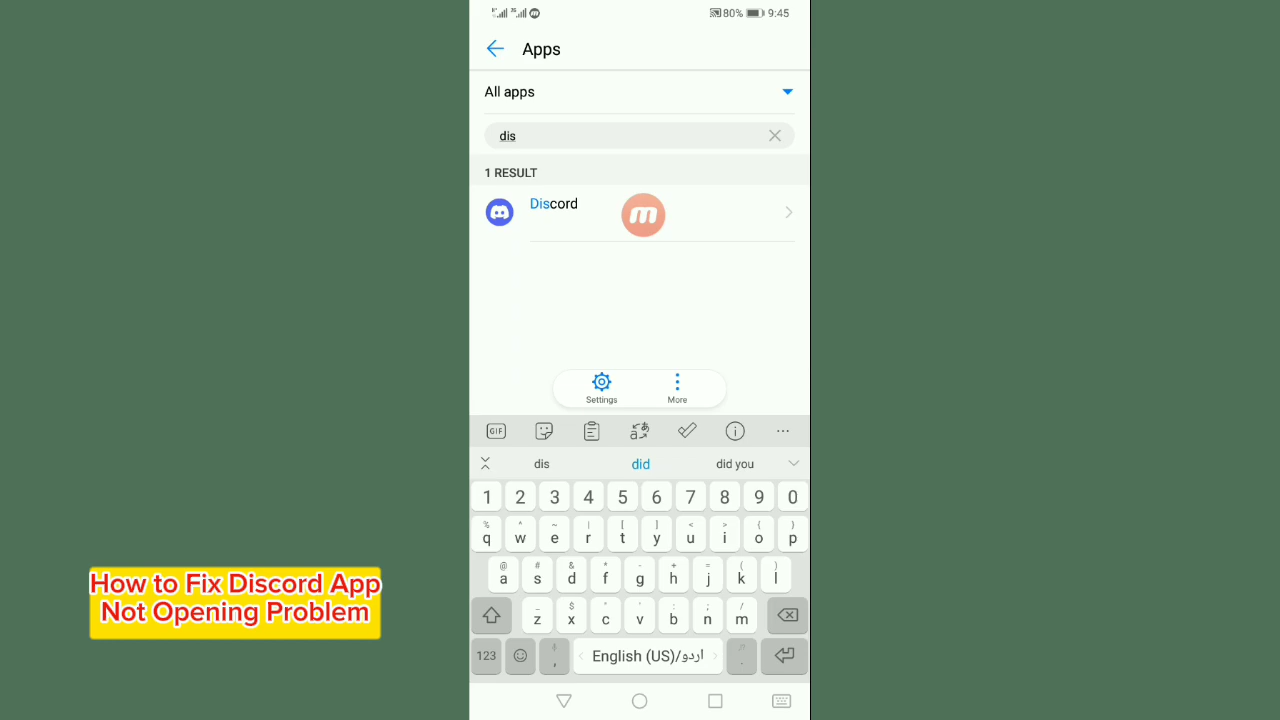 80% 9:45
Apps
All apps
dis
1 RESULT
Discord
m
Settings More
GIF
dis did did you
1 2 3 4 5 6 7 8 9 0
% ^ ~ | [ ] < > { }
q w e r t y u i o p
@ # & * - + = ( )
a s d f g h j k l
_ $ " ' : ; /
z x c v b n m
123 , English (US)/اردو .
How to Fix Discord App
Not Opening Problem